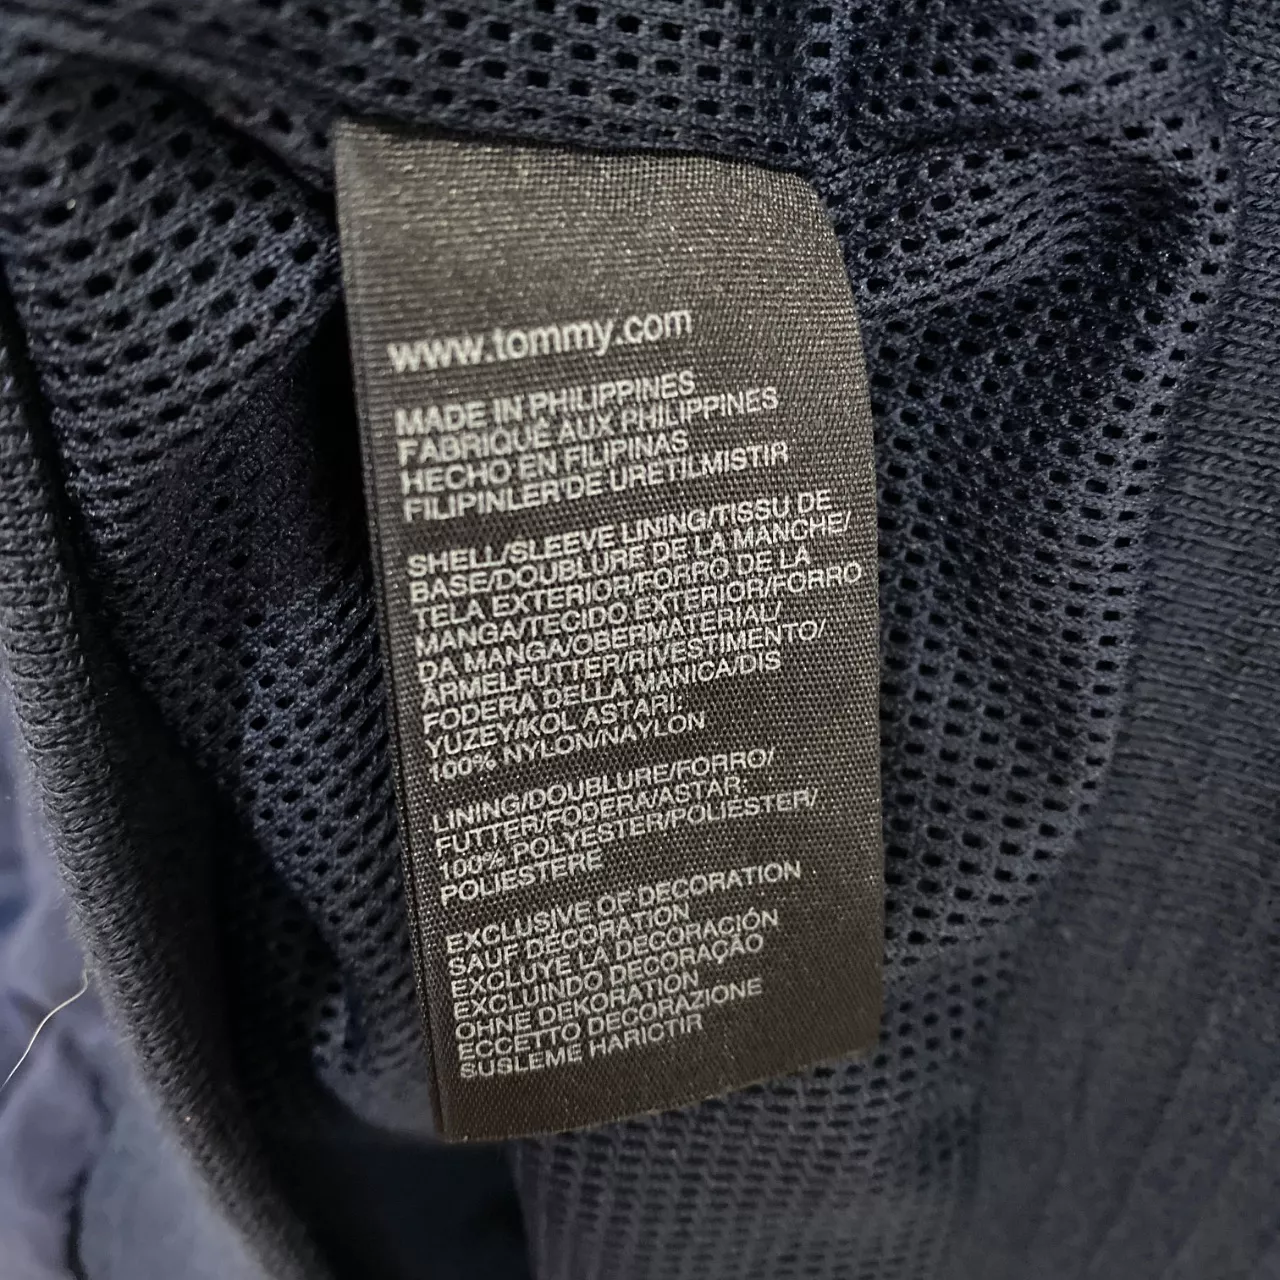 www.tommy.com
MADE IN PHILIPPINES
FABRIQUÉ AUX PHILIPPINES
HECHO EN FILIPINAS
FILIPINLER'DE URETILMISTIR
SHELL/SLEEVE LINING/TISSU DE
BASE/DOUBLURE DE LA MANCHE/
TELA EXTERIOR/FORRO DE LA
MANGA/TECIDO EXTERIOR/FORRO
DA MANGA/OBERMATERIAL/
ÄRMELFUTTER/RIVESTIMENTO/
FODERA DELLA MANICA/DIS
YUZEY/KOL ASTARI:
100% NYLON/NAYLON
LINING/DOUBLURE/FORRO/
FUTTER/FODERA/ASTAR:
100% POLYESTER/POLIÉSTER/
POLIESTERE
EXCLUSIVE OF DECORATION
SAUF DÉCORATION
EXCLUYE LA DECORACIÓN
EXCLUINDO DECORAÇÃO
OHNE DEKORATION
ECCETTO DECORAZIONE
SUSLEME HARICTIR